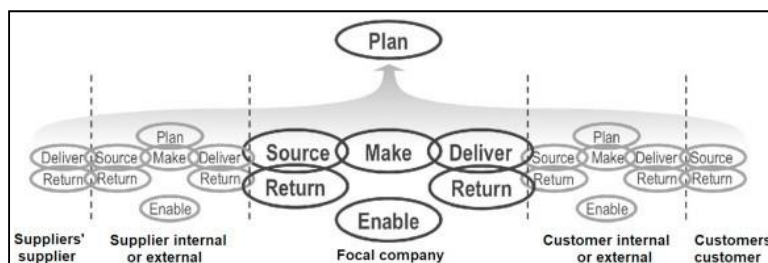 Plan
Plan Plan
Deliver Source Make Deliver Source Make Deliver Source Make Deliver Source
Return Return Return Return Return Return Return Return
Enable Enable Enable
Suppliers' supplier Supplier internal or external Focal company Customer internal or external Customers customer